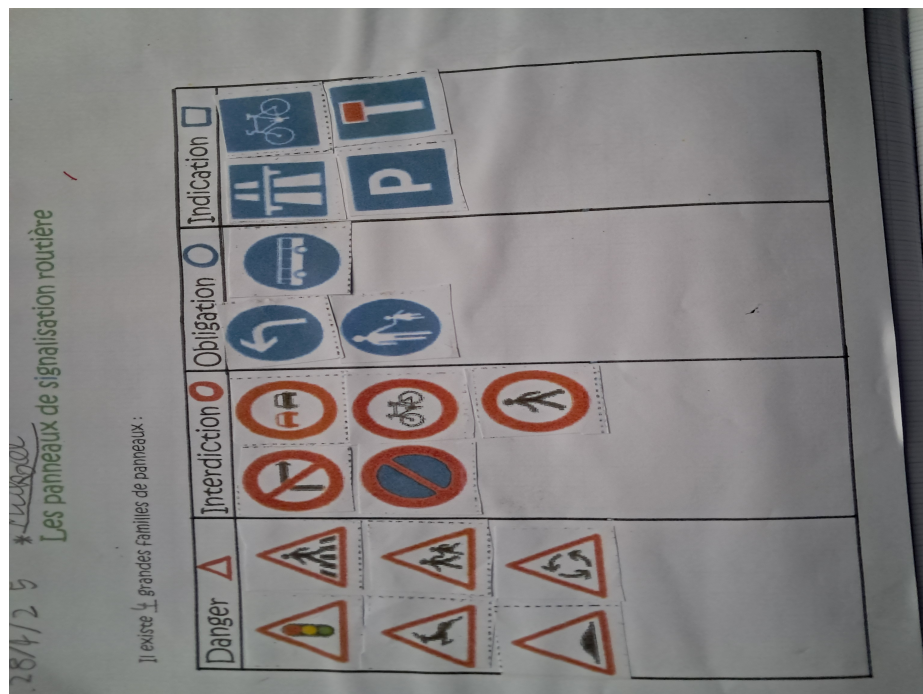 28/4/25
Les panneaux de signalisation routière
Il existe 4 grandes familles de panneaux :
Danger Interdiction Obligation Indication
P